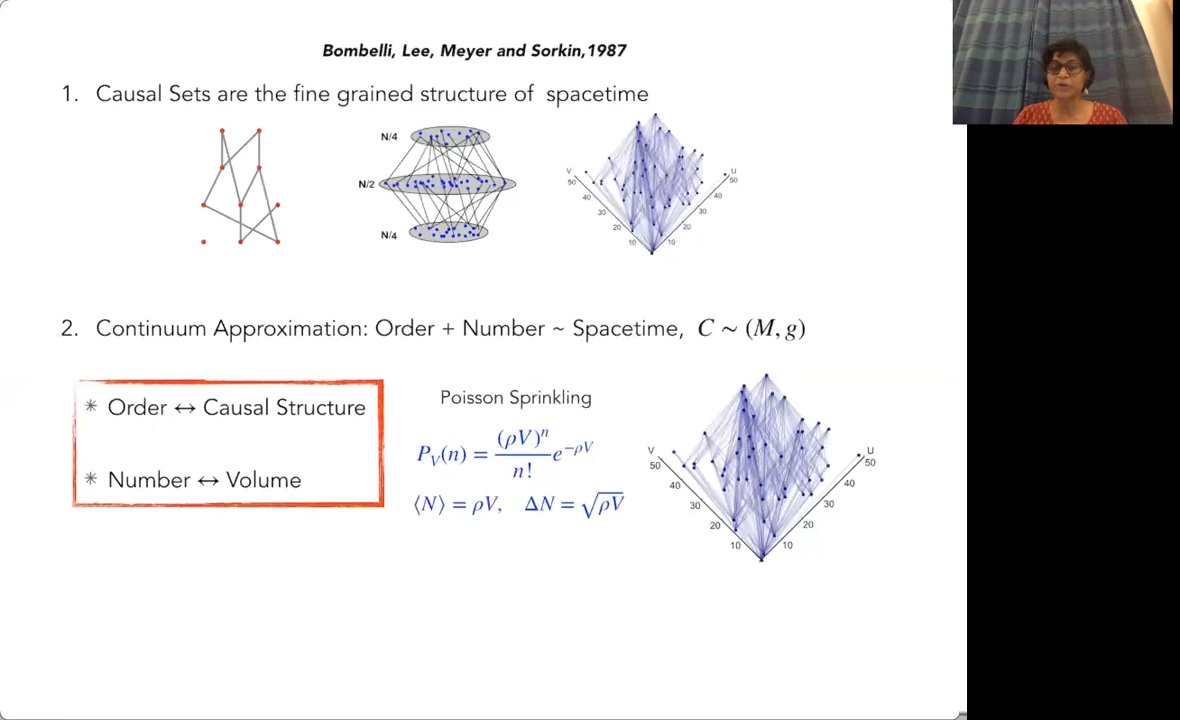 Bombelli, Lee, Meyer and Sorkin,1987
1. Causal Sets are the fine grained structure of spacetime
N/4
N/2
N/4
V
50
40
30
20
10
U
50
40
30
20
10
2. Continuum Approximation: Order + Number ~ Spacetime, C ~ (M, g)
* Order ↔ Causal Structure
* Number ↔ Volume
Poisson Sprinkling
P_V(n) = (ρV)^n / n! e^{−ρV}
⟨N⟩ = ρV, ΔN = √ρV
V
50
40
30
20
10
U
50
40
30
20
10